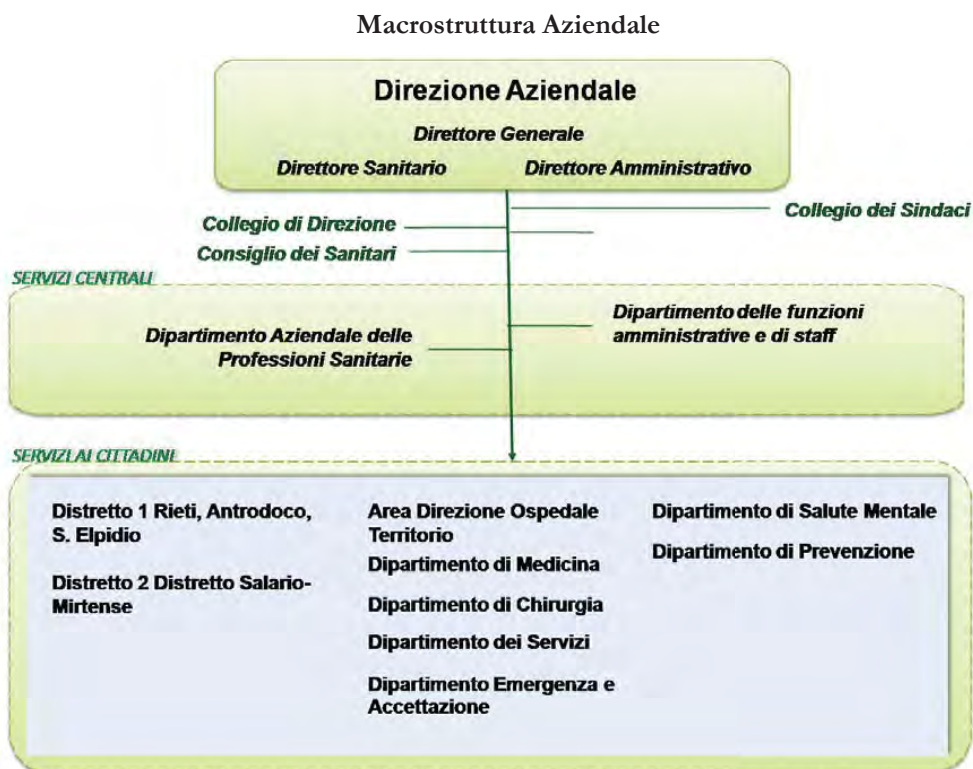 Macrostruttura Aziendale
Direzione Aziendale
Direttore Generale
Direttore Sanitario
Direttore Amministrativo
Collegio dei Sindaci
Collegio di Direzione
Consiglio dei Sanitari
SERVIZI CENTRALI
Dipartimento delle funzioni
amministrative e di staff
Dipartimento Aziendale delle
Professioni Sanitarie
SERVIZI AI CITTADINI
Distretto 1 Rieti, Antrodoco,
S. Elpidio
Distretto 2 Distretto Salario-
Mirtense
Area Direzione Ospedale
Territorio
Dipartimento di Medicina
Dipartimento di Chirurgia
Dipartimento dei Servizi
Dipartimento Emergenza e
Accettazione
Dipartimento di Salute Mentale
Dipartimento di Prevenzione